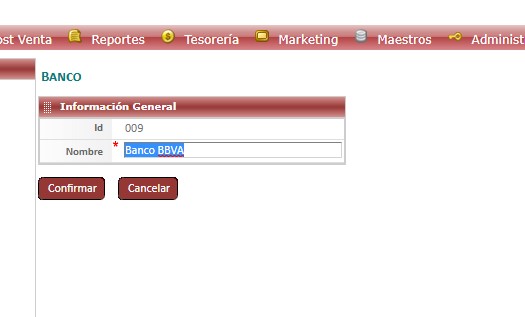 ost Venta Reportes Tesorería Marketing Maestros Administ
BANCO
Información General
Id 009
Nombre * Banco BBVA
Confirmar Cancelar